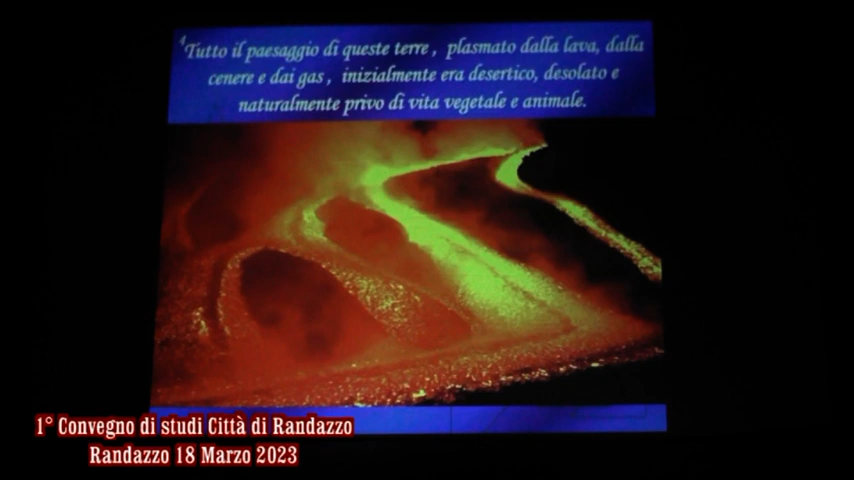 Tutto il paesaggio di queste terre , plasmato dalla lava, dalla
cenere e dai gas , inizialmente era desertico, desolato e
naturalmente privo di vita vegetale e animale.
1° Convegno di studi Città di Randazzo
Randazzo 18 Marzo 2023